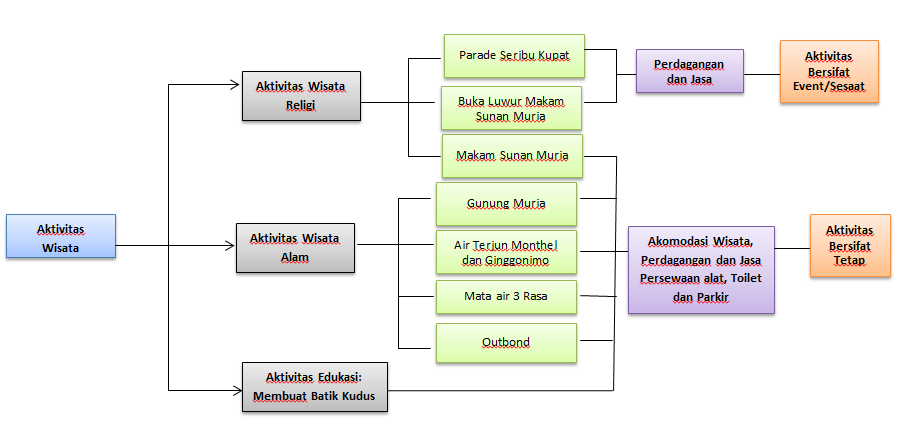 Aktivitas
Wisata
Aktivitas Wisata
Religi
Aktivitas Wisata
Alam
Aktivitas Edukasi:
Membuat Batik Kudus
Parade Seribu Kupat
Buka Luwur Makam
Sunan Muria
Makam Sunan Muria
Gunung Muria
Air Terjun Monthel
dan Ginggonimo
Mata air 3 Rasa
Outbond
Perdagangan
dan Jasa
Akomodasi Wisata,
Perdagangan dan Jasa
Persewaan alat, Toilet
dan Parkir
Aktivitas
Bersifat
Event/Sesaat
Aktivitas
Bersifat
Tetap